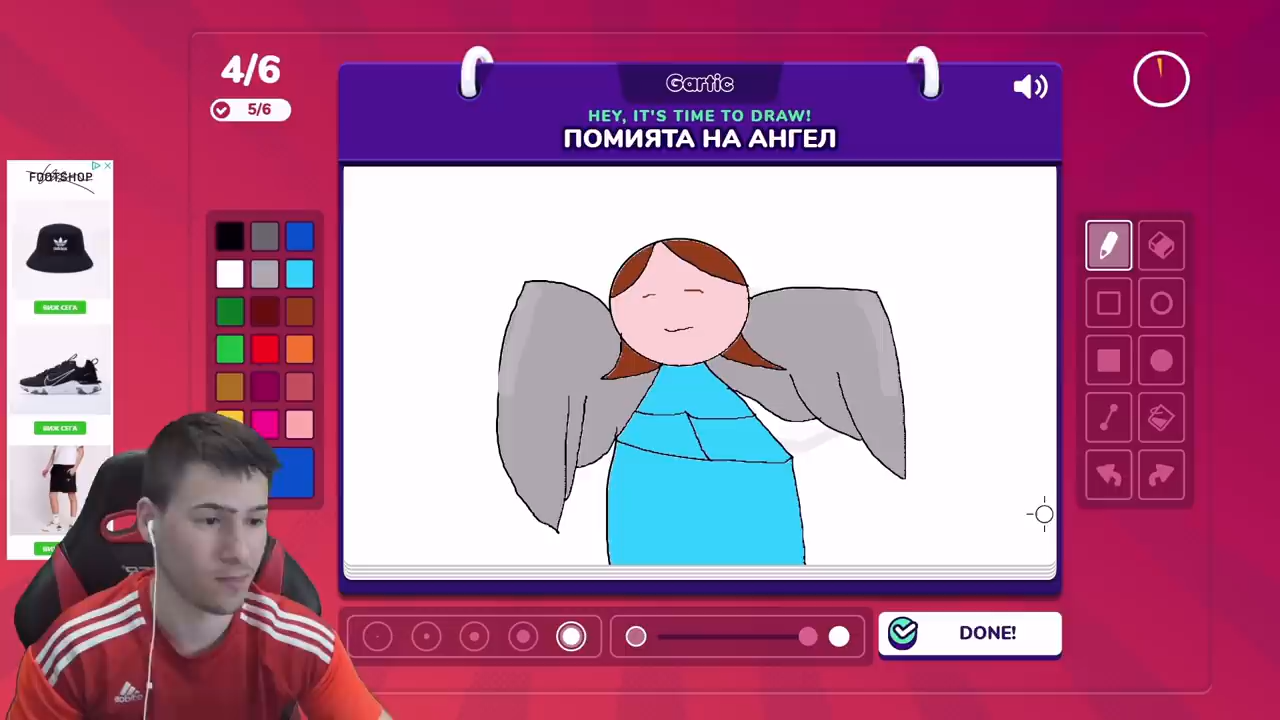 4/6
5/6
Gartic
HEY, IT'S TIME TO DRAW!
ПОМИЯТА НА АНГЕЛ
FOOTSHOP
ВИЖ СЕГА
ВИЖ СЕГА
DONE!